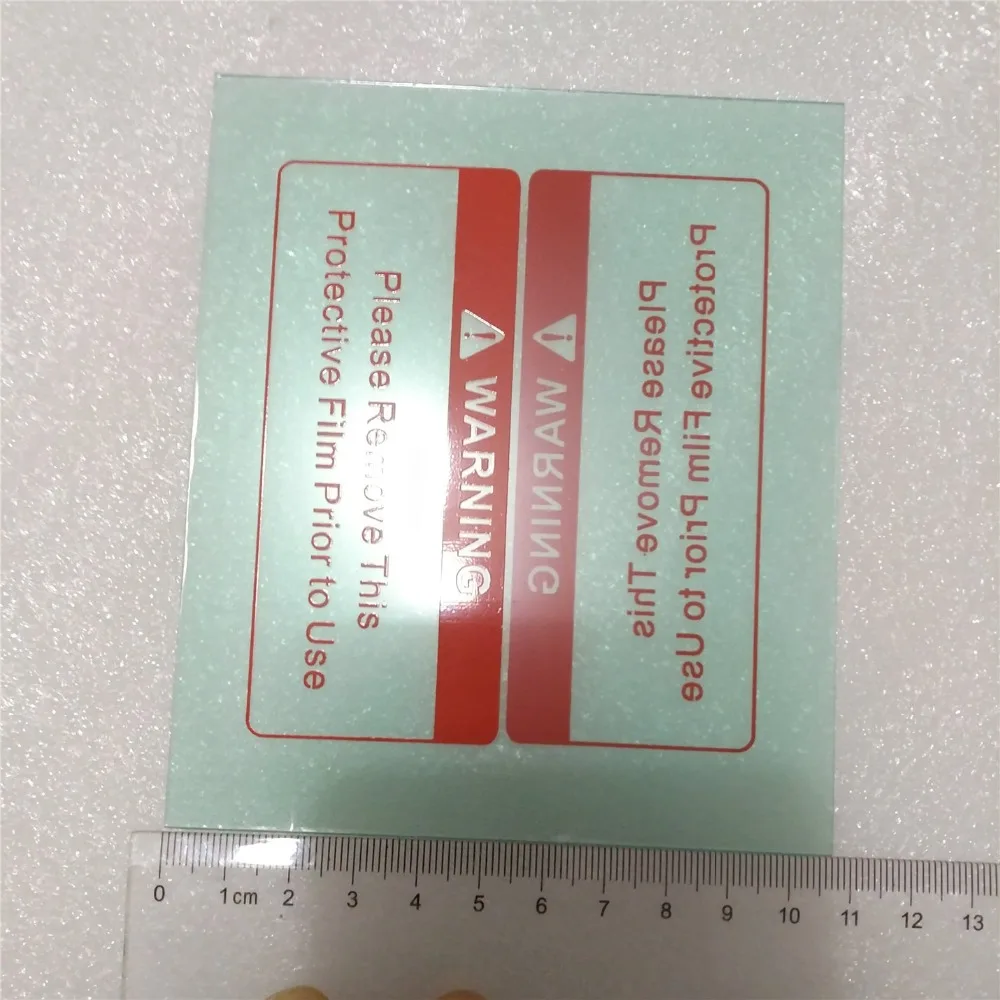 WARNING
Please Remove This
Protective Film Prior to Use
WARNING
Please Remove This
Protective Film Prior to Use
0 1cm 2 3 4 5 6 7 8 9 10 11 12 13